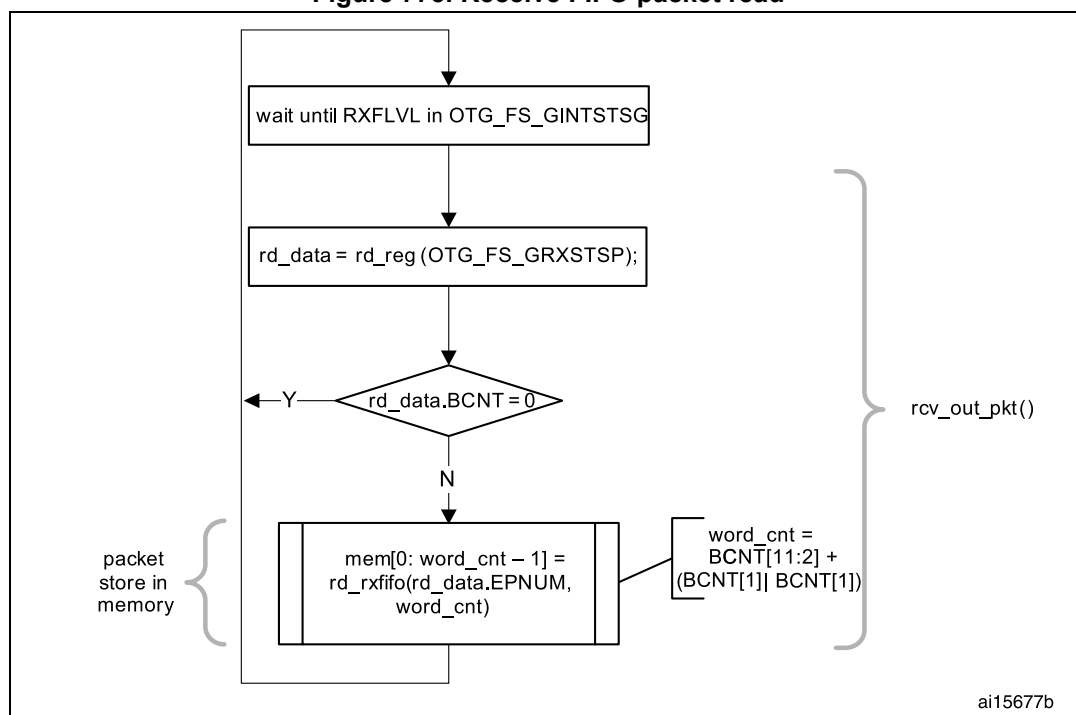 wait until RXFLVL in OTG_FS_GINTSTSG
rd_data = rd_reg (OTG_FS_GRXSTSP);
rd_data.BCNT = 0
Y
rcv_out_pkt()
N
packet
store in
memory
mem[0: word_cnt – 1] =
rd_rxfifo(rd_data.EPNUM,
word_cnt)
word_cnt =
BCNT[11:2] +
(BCNT[1]| BCNT[1])
ai15677b